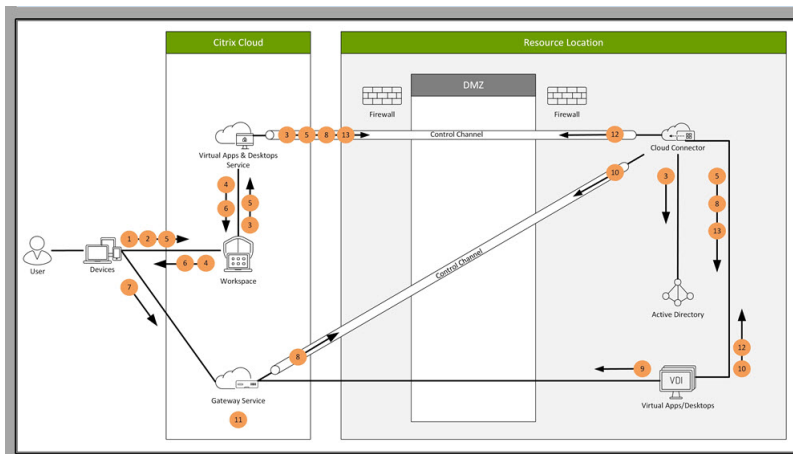 Citrix Cloud
Resource Location
DMZ
Firewall
Firewall
3 5 8 13
Control Channel
12
Virtual Apps & Desktops
Service
Cloud Connector
4
6
5
3
10
3
5
8
13
1 2 5
User
Devices
6 4
Workspace
Control Channel
7
Active Directory
8
12
10
9
VDI
Gateway Service
Virtual Apps/Desktops
11